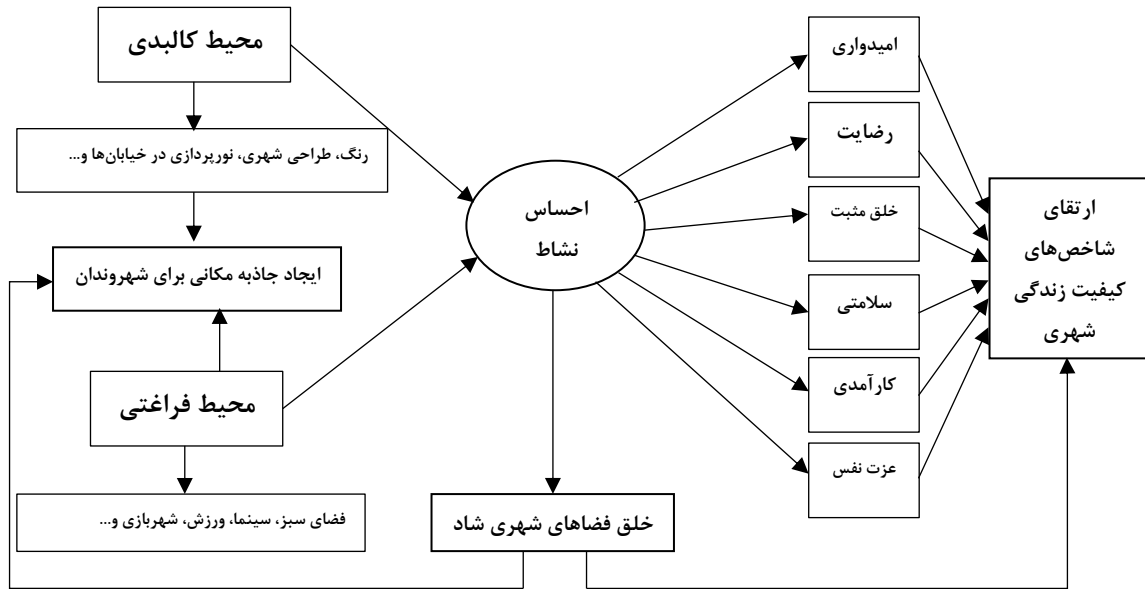 محیط کالبدی
رنگ، طراحی شهری، نورپردازی در خیابان‌ها و...
ایجاد جاذبه مکانی برای شهروندان
محیط فراغتی
فضای سبز، سینما، ورزش، شهربازی و...
احساس
نشاط
خلق فضاهای شهری شاد
امیدواری
رضایت
خلق مثبت
سلامتی
کارآمدی
عزت نفس
ارتقای
شاخص‌های
کیفیت زندگی
شهری